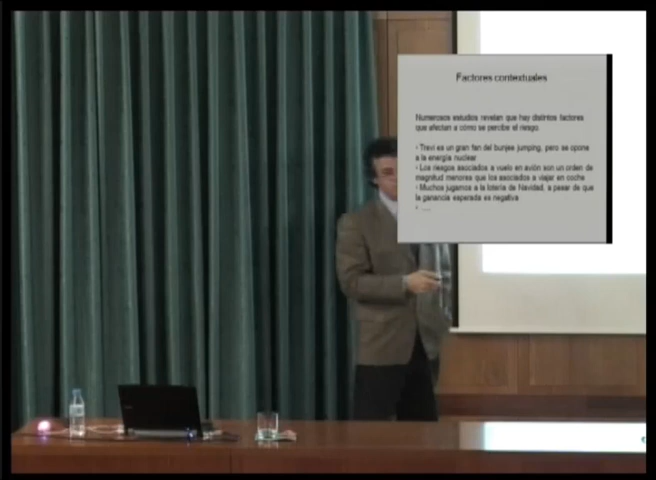 Factores contextuales
Numerosos estudios revelan que hay distintos factores
que afectan a cómo se percibe el riesgo.
• Trevi es un gran fan del bunjee jumping, pero se opone
a la energía nuclear
• Los riesgos asociados a vuelo en avión son un orden de
magnitud menores que los asociados a viajar en coche
• Muchos jugamos a la lotería de Navidad, a pesar de que
la ganancia esperada es negativa
• .....